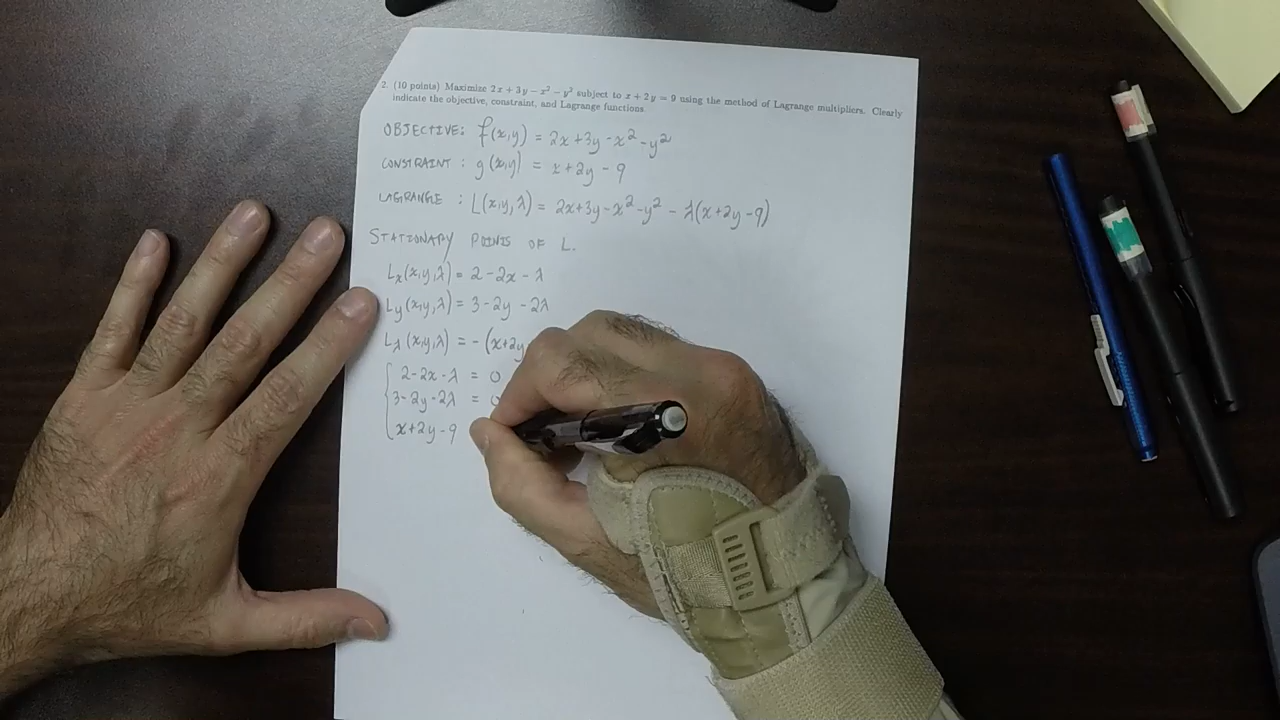 2. (10 points) Maximize 2x + 3y − x² − y² subject to x + 2y = 9 using the method of Lagrange multipliers. Clearly
indicate the objective, constraint, and Lagrange functions.
OBJECTIVE: f(x,y) = 2x+3y-x²-y²
CONSTRAINT: g(x,y) = x+2y-9
LAGRANGE: L(x,y,λ) = 2x+3y-x²-y² - λ(x+2y-9)
STATIONARY POINTS OF L.
Lx(x,y,λ) = 2-2x-λ
Ly(x,y,λ) = 3-2y-2λ
Lλ(x,y,λ) = -(x+2y
2-2x-λ = 0
3-2y-2λ = 0
x+2y-9